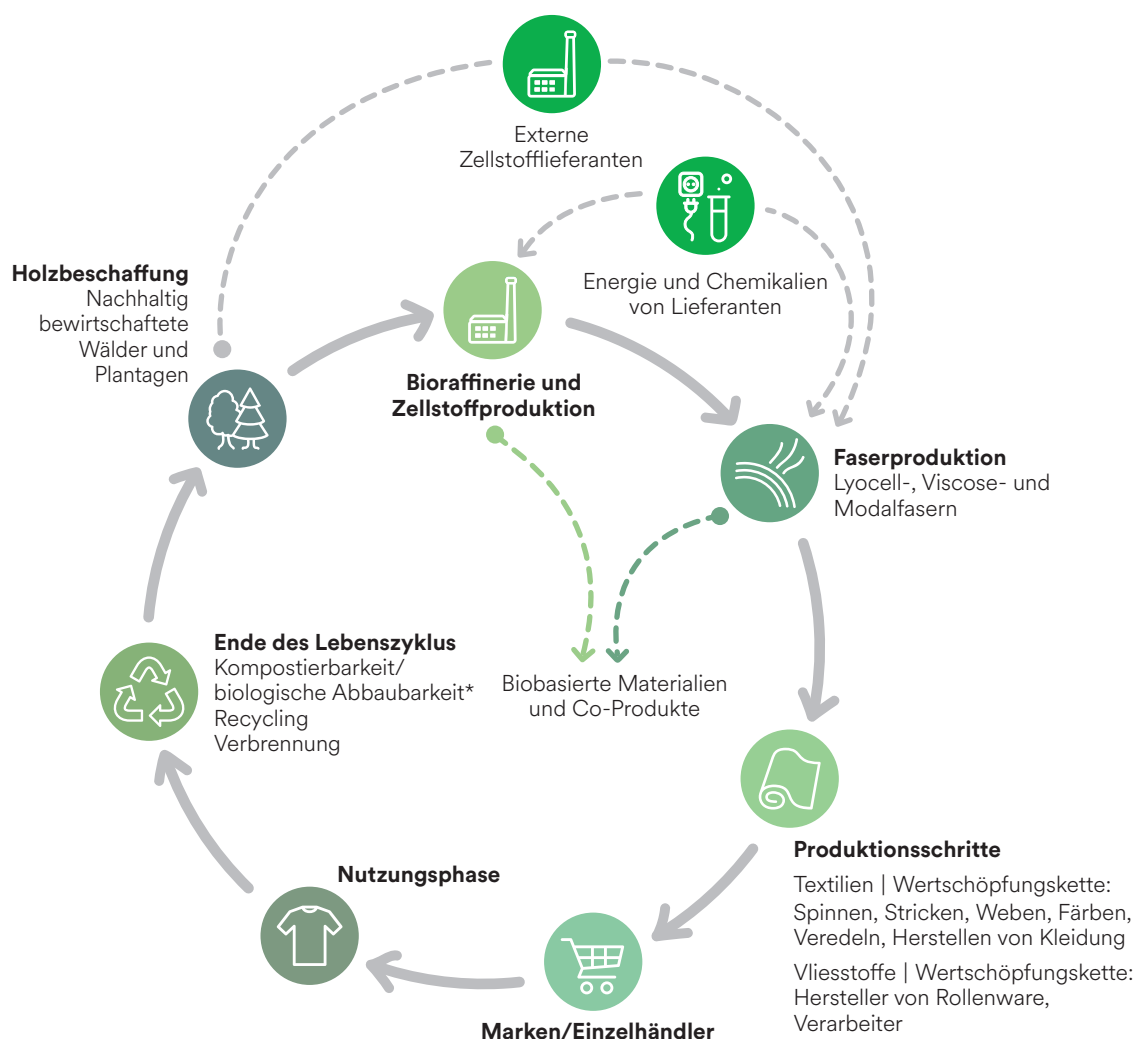 Externe
Zellstofflieferanten
Energie und Chemikalien
von Lieferanten
Holzbeschaffung
Nachhaltig
bewirtschaftete
Wälder und
Plantagen
Bioraffinerie und
Zellstoffproduktion
Faserproduktion
Lyocell-, Viscose- und
Modalfasern
Ende des Lebenszyklus
Kompostierbarkeit/
biologische Abbaubarkeit*
Recycling
Verbrennung
Biobasierte Materialien
und Co-Produkte
Produktionsschritte
Textilien | Wertschöpfungskette:
Spinnen, Stricken, Weben, Färben,
Veredeln, Herstellen von Kleidung
Vliesstoffe | Wertschöpfungskette:
Hersteller von Rollenware,
Verarbeiter
Nutzungsphase
Marken/Einzelhändler